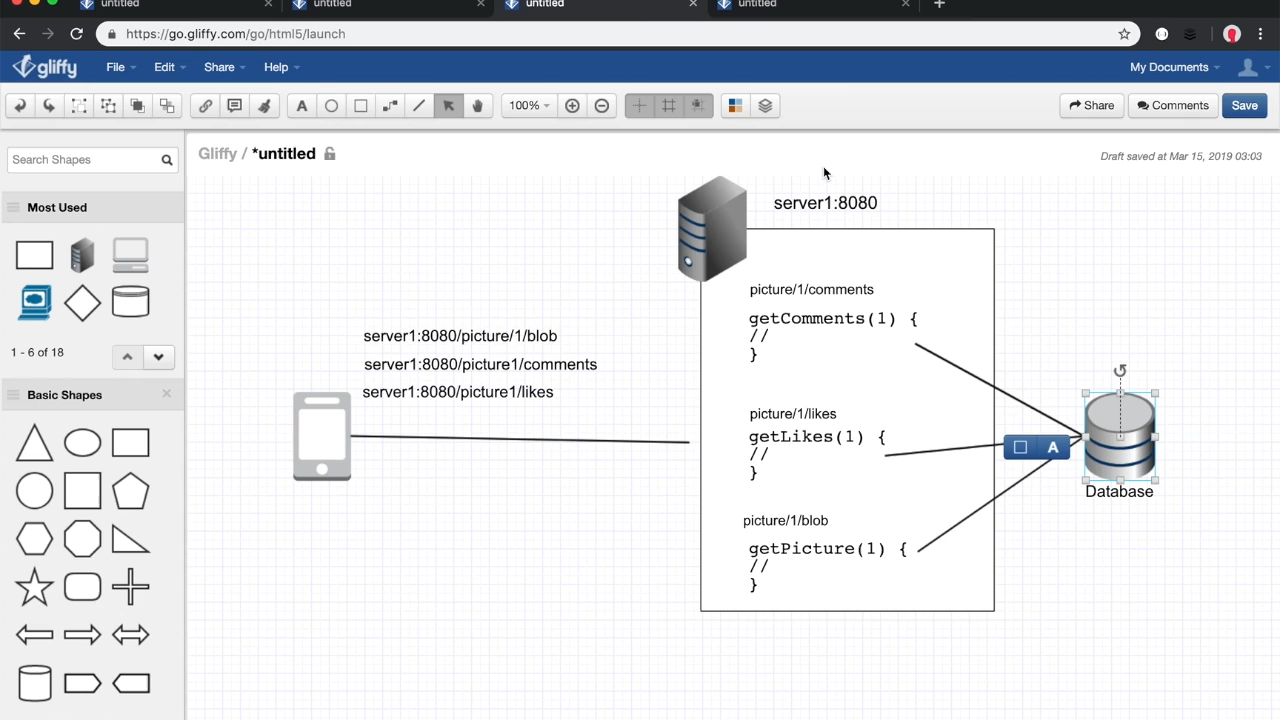 untitled
untitled
untitled
untitled
https://go.gliffy.com/go/html5/launch
gliffy
File
Edit
Share
Help
My Documents
A
100%
Share
Comments
Save
Search Shapes
Gliffy / *untitled
Draft saved at Mar 15, 2019 03:03
Most Used
1 - 6 of 18
Basic Shapes
server1:8080
picture/1/comments
getComments(1) {
//
}
server1:8080/picture/1/blob
server1:8080/picture1/comments
server1:8080/picture1/likes
picture/1/likes
getLikes(1) {
//
}
A
Database
picture/1/blob
getPicture(1) {
//
}